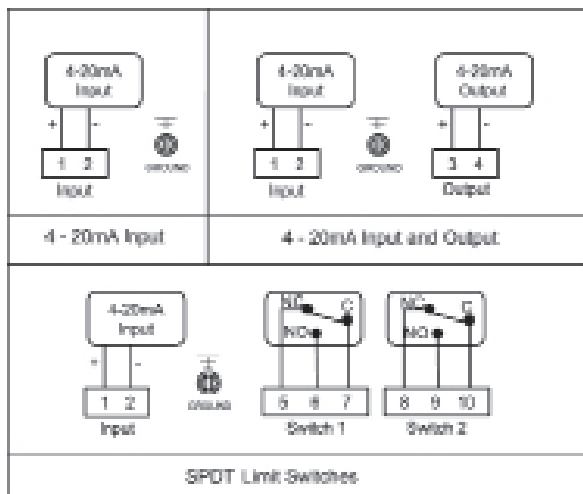 4-20mA
Input
+ -
1 2
Input
GROUND
4 - 20mA Input
4-20mA
Input
+ -
1 2
Input
GROUND
4-20mA
Output
+ -
3 4
Output
4 - 20mA Input and Output
4-20mA
Input
+ -
1 2
Input
GROUND
NC C
NO
5 6 7
Switch 1
NC C
NO
8 9 10
Switch 2
SPDT Limit Switches